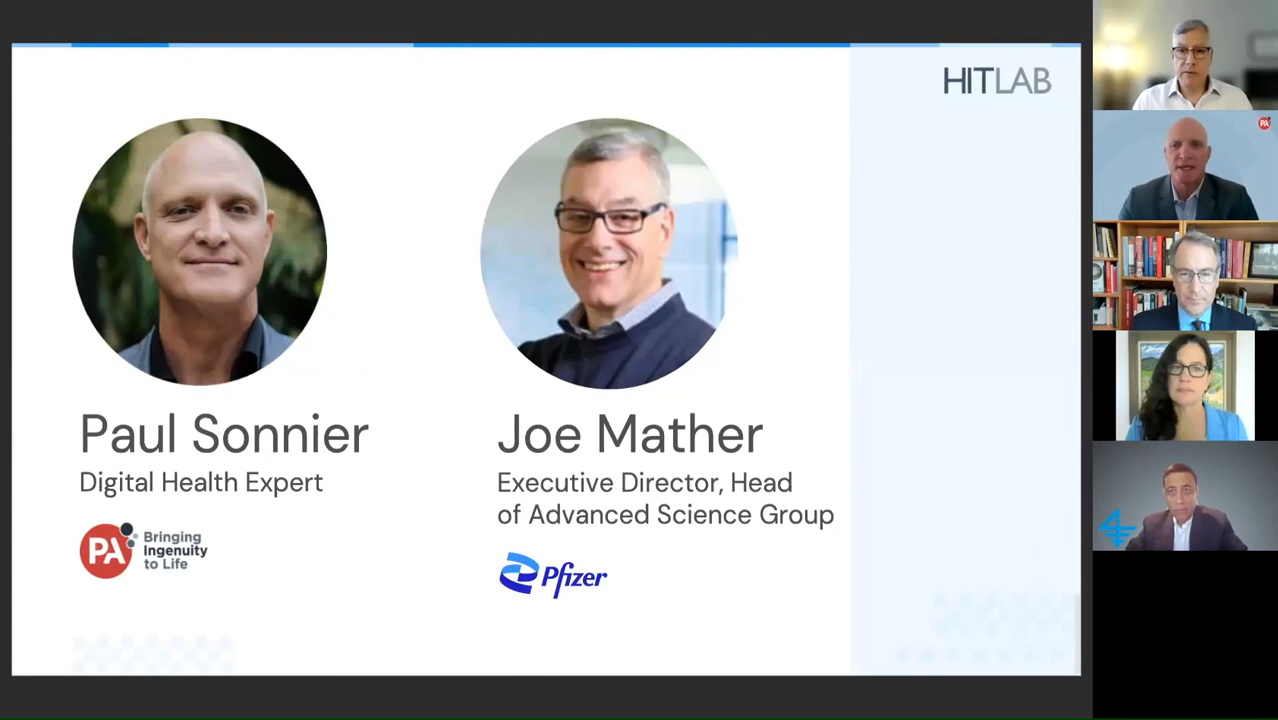 HITLAB
Paul Sonnier
Digital Health Expert
PA
Bringing
Ingenuity
to Life
Joe Mather
Executive Director, Head
of Advanced Science Group
Pfizer
PA